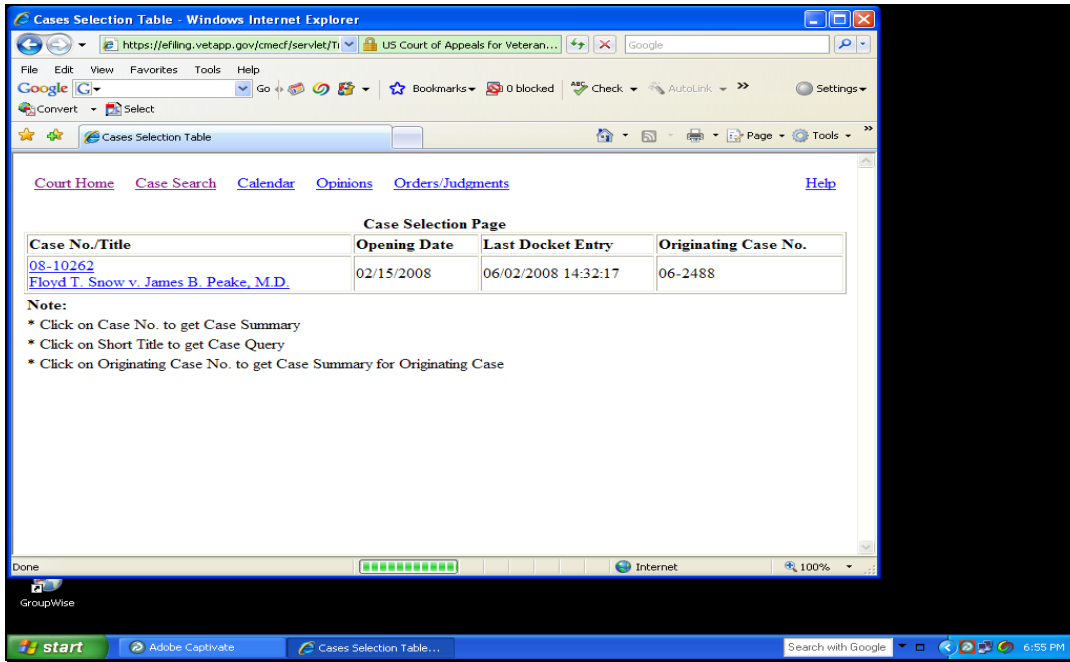 Cases Selection Table - Windows Internet Explorer
https://efiling.vetapp.gov/cmecf/servlet/Tr US Court of Appeals for Veteran... Google
File Edit View Favorites Tools Help
Google G Go Bookmarks 0 blocked ABC Check AutoLink » Settings
Convert Select
Cases Selection Table Page Tools »
Court Home Case Search Calendar Opinions Orders/Judgments Help
Case Selection Page
Case No./Title Opening Date Last Docket Entry Originating Case No.
08-10262
Floyd T. Snow v. James B. Peake, M.D. 02/15/2008 06/02/2008 14:32:17 06-2488
Note:
* Click on Case No. to get Case Summary
* Click on Short Title to get Case Query
* Click on Originating Case No. to get Case Summary for Originating Case
Done Internet 100%
GroupWise
start Adobe Captivate Cases Selection Table... Search with Google 6:55 PM